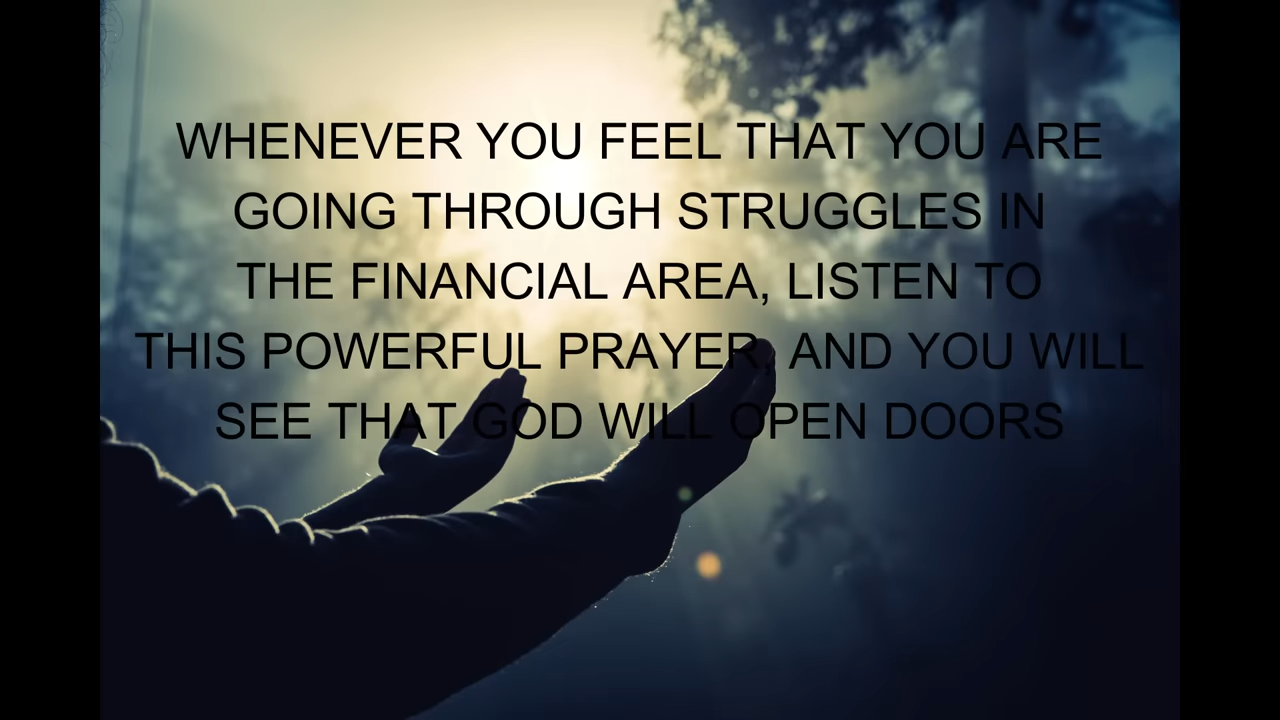 WHENEVER YOU FEEL THAT YOU ARE
GOING THROUGH STRUGGLES IN
THE FINANCIAL AREA, LISTEN TO
THIS POWERFUL PRAYER, AND YOU WILL
SEE THAT GOD WILL OPEN DOORS